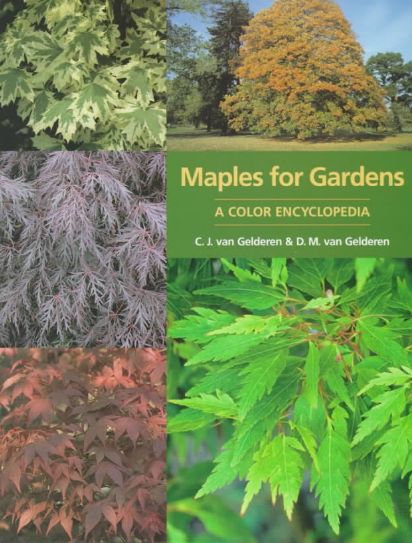 Maples for Gardens
A COLOR ENCYCLOPEDIA
C. J. van Gelderen & D. M. van Gelderen